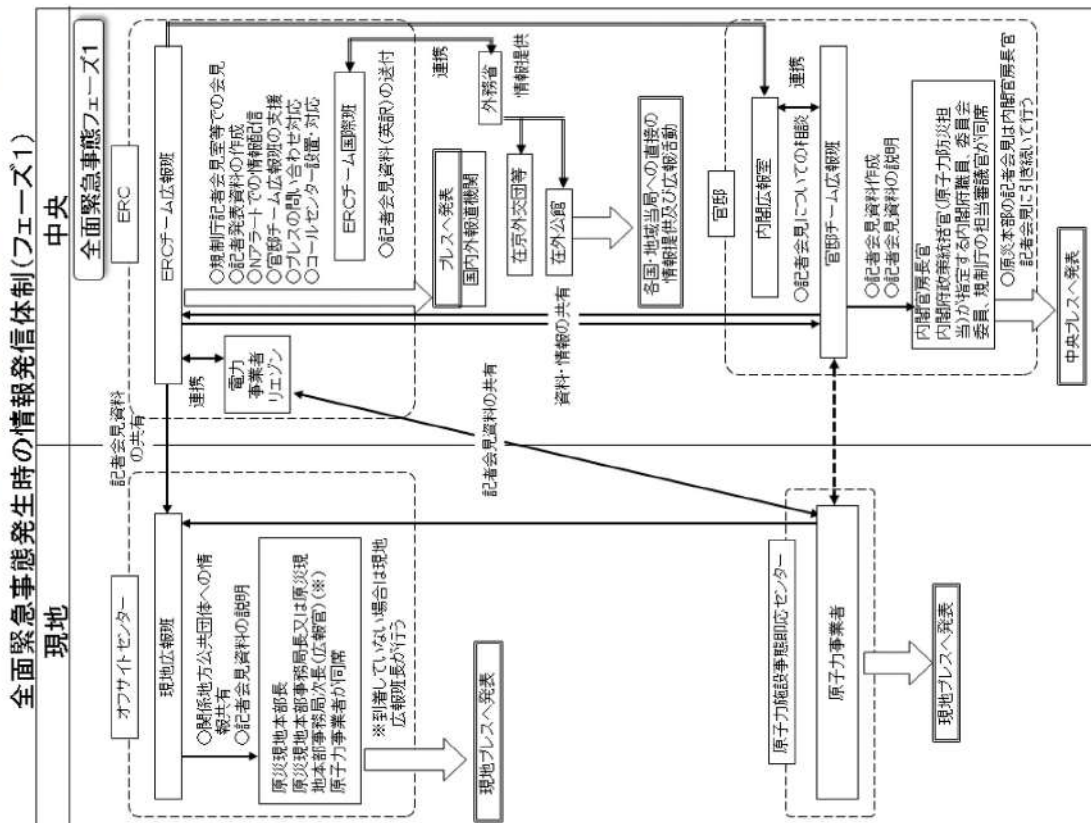 全面緊急事態発生時の情報発信体制(フェーズ1)
現地
中央
全面緊急事態フェーズ1
オフサイトセンター
現地広報班
○関係地方公共団体への情
報共有
○記者会見資料の説明
原災現地本部長
原災現地本部事務局長又は原災現
地本部事務局次長(広報官)(※)
原子力事業者が同席
※到着していない場合は現地
広報班長が行う
現地プレスへ発表
原子力施設事態即応センター
原子力事業者
現地プレスへ発表
記者会見資料
の共有
記者会見資料の共有
ERC
ERCチーム広報班
連携
電力
事業者
リエゾン
○規制庁記者会見室等での会見
○記者発表資料の作成
○Nアラートでの情報配信
○官邸チーム広報班の支援
○プレスの問い合わせ対応
○コールセンター設置・対応
ERCチーム国際班
○記者会見資料(英訳)の送付
プレスへ発表
国内外報道機関
連携
外務省
情報提供
在京外交団等
在外公館
資料・情報の共有
各国・地域当局への直接の
情報提供及び広報活動
官邸
内閣広報室
連携
○記者会見についての相談
官邸チーム広報班
○記者会見資料作成
○記者会見資料の説明
内閣官房長官
内閣府政策統括官(原子力防災担
当)が指定する内閣府職員、委員会
委員、規制庁の担当審議官が同席
○原災本部の記者会見は内閣官房長官
記者会見に引き続いて行う
中央プレスへ発表